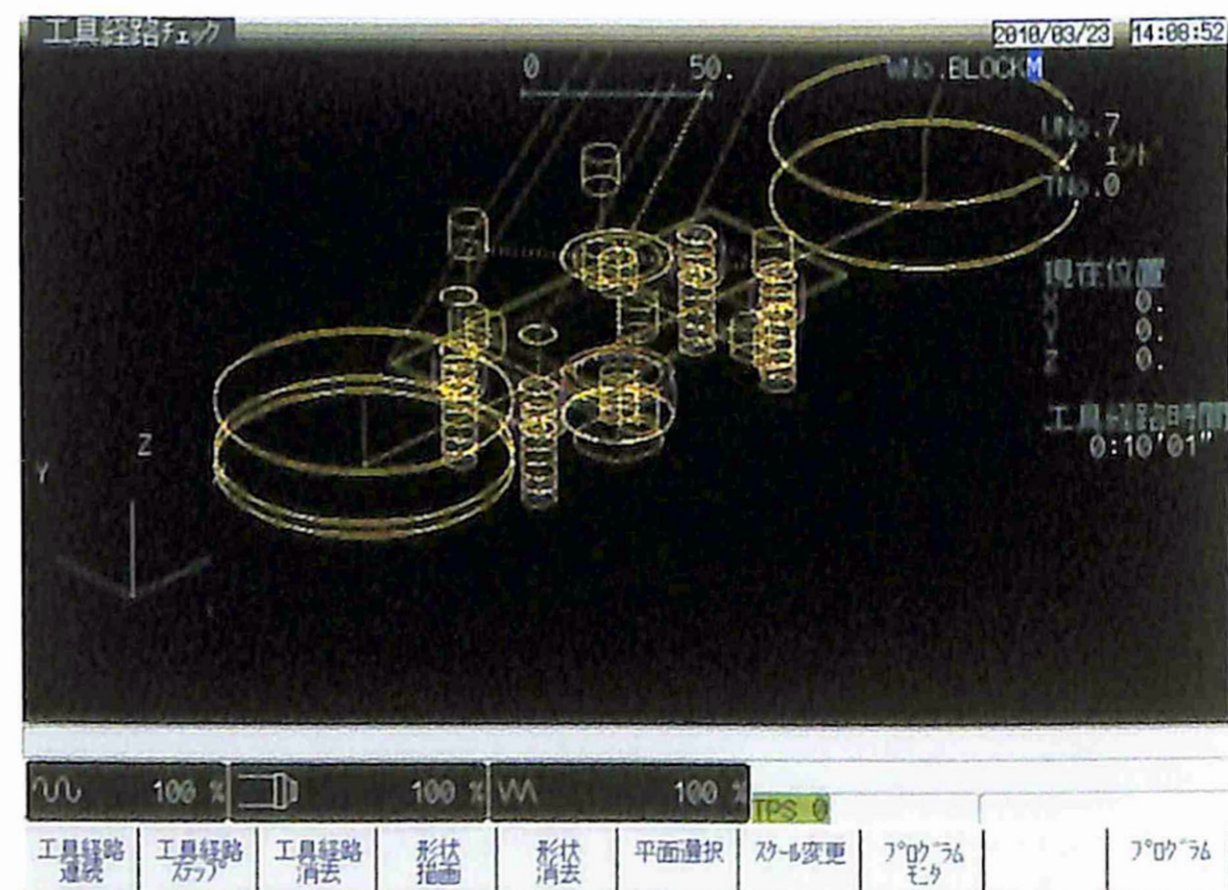 工具経路チェック
2010/03/23 14:08:52
0 50.
WNo.BLOCKM
UNo.7
エンド
TNo.0
現在位置
X 0.
Y 0.
Z 0.
工具経路時間
0:10'01"
Z
Y
100 % 100 % 100 %
TPS 0
工具経路連続
工具経路ステップ
工具経路消去
形状描画
形状消去
平面選択
スケール変更
プログラムモニタ
プログラム